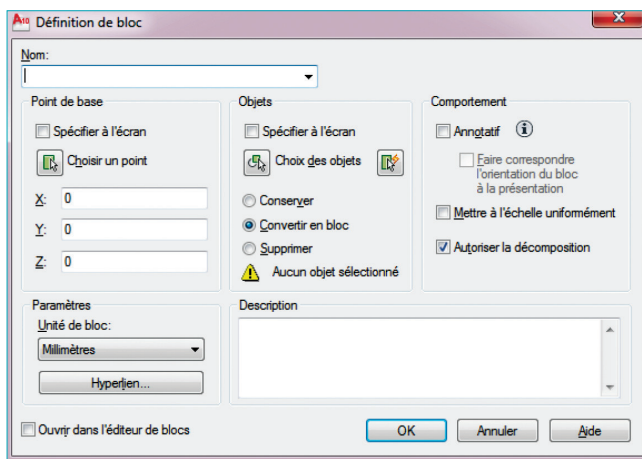 A10 Définition de bloc
Nom:
Point de base
Spécifier à l'écran
Choisir un point
X: 0
Y: 0
Z: 0
Objets
Spécifier à l'écran
Choix des objets
Conserver
Convertir en bloc
Supprimer
Aucun objet sélectionné
Comportement
Annotatif
Faire correspondre
l'orientation du bloc
à la présentation
Mettre à l'échelle uniformément
Autoriser la décomposition
Paramètres
Unité de bloc:
Millimètres
Hyperlien...
Description
Ouvrir dans l'éditeur de blocs
OK
Annuler
Aide